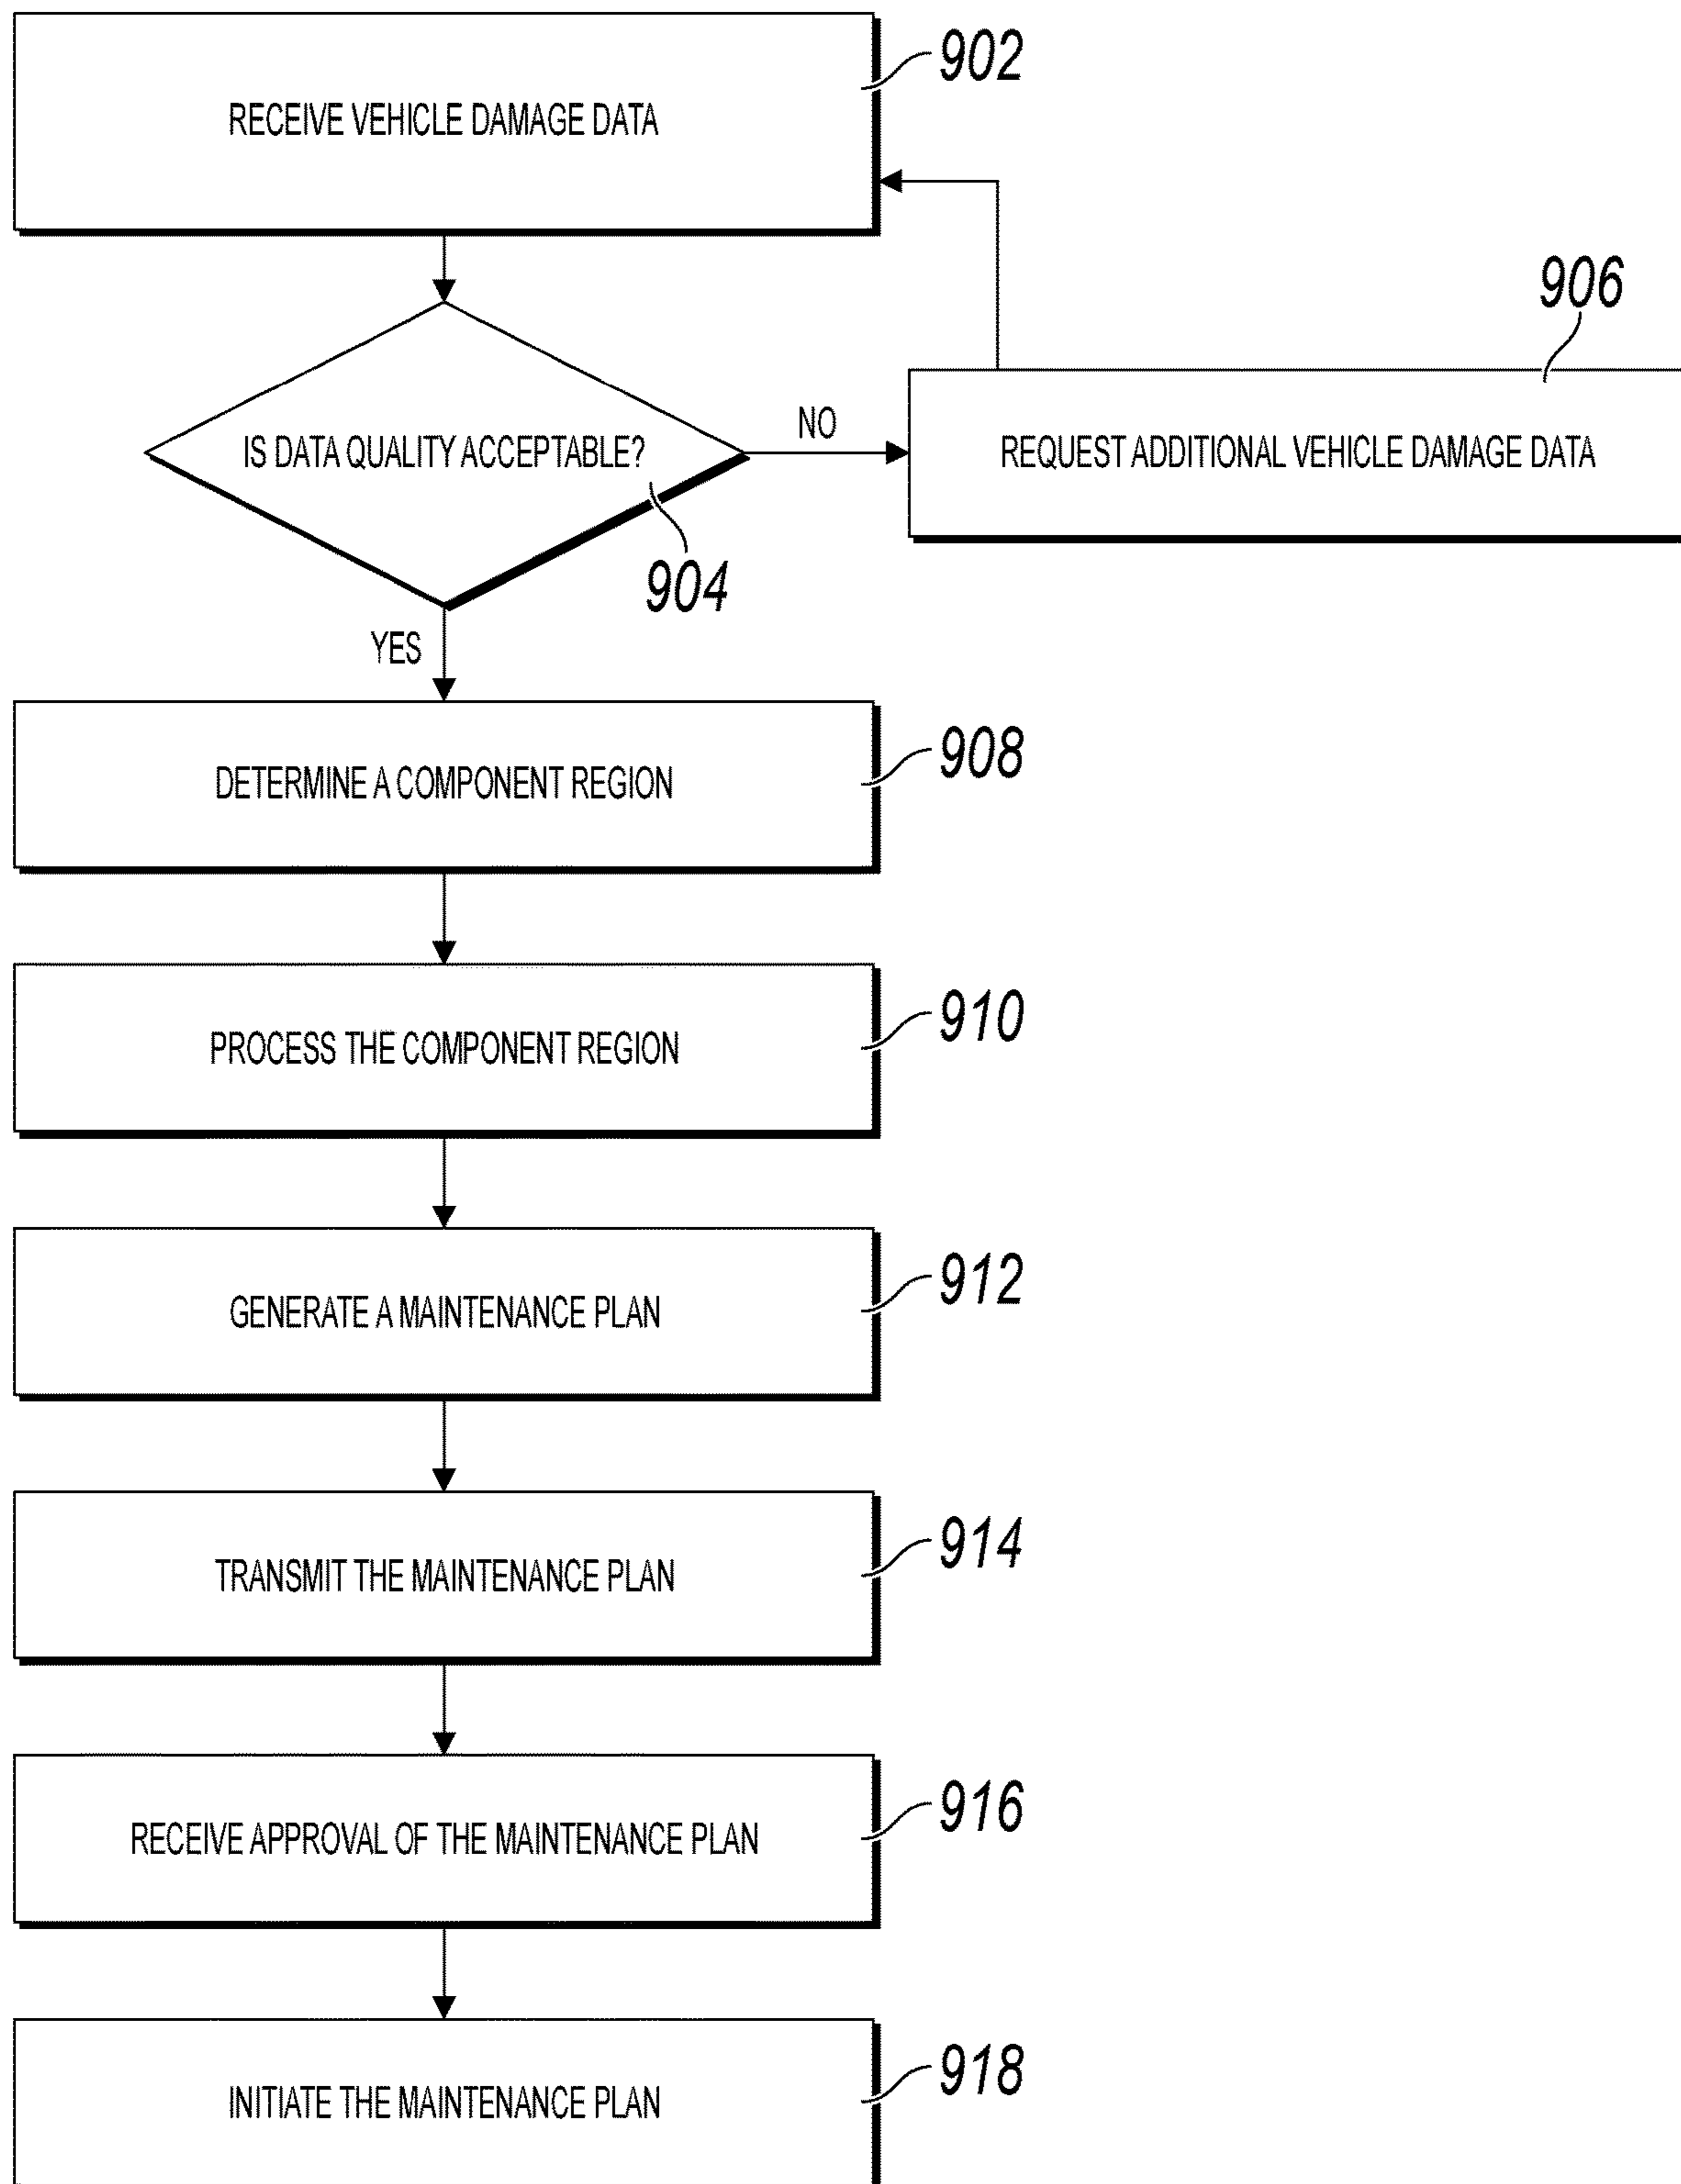 902
RECEIVE VEHICLE DAMAGE DATA
906
IS DATA QUALITY ACCEPTABLE?
NO
REQUEST ADDITIONAL VEHICLE DAMAGE DATA
904
YES
908
DETERMINE A COMPONENT REGION
910
PROCESS THE COMPONENT REGION
912
GENERATE A MAINTENANCE PLAN
914
TRANSMIT THE MAINTENANCE PLAN
916
RECEIVE APPROVAL OF THE MAINTENANCE PLAN
918
INITIATE THE MAINTENANCE PLAN